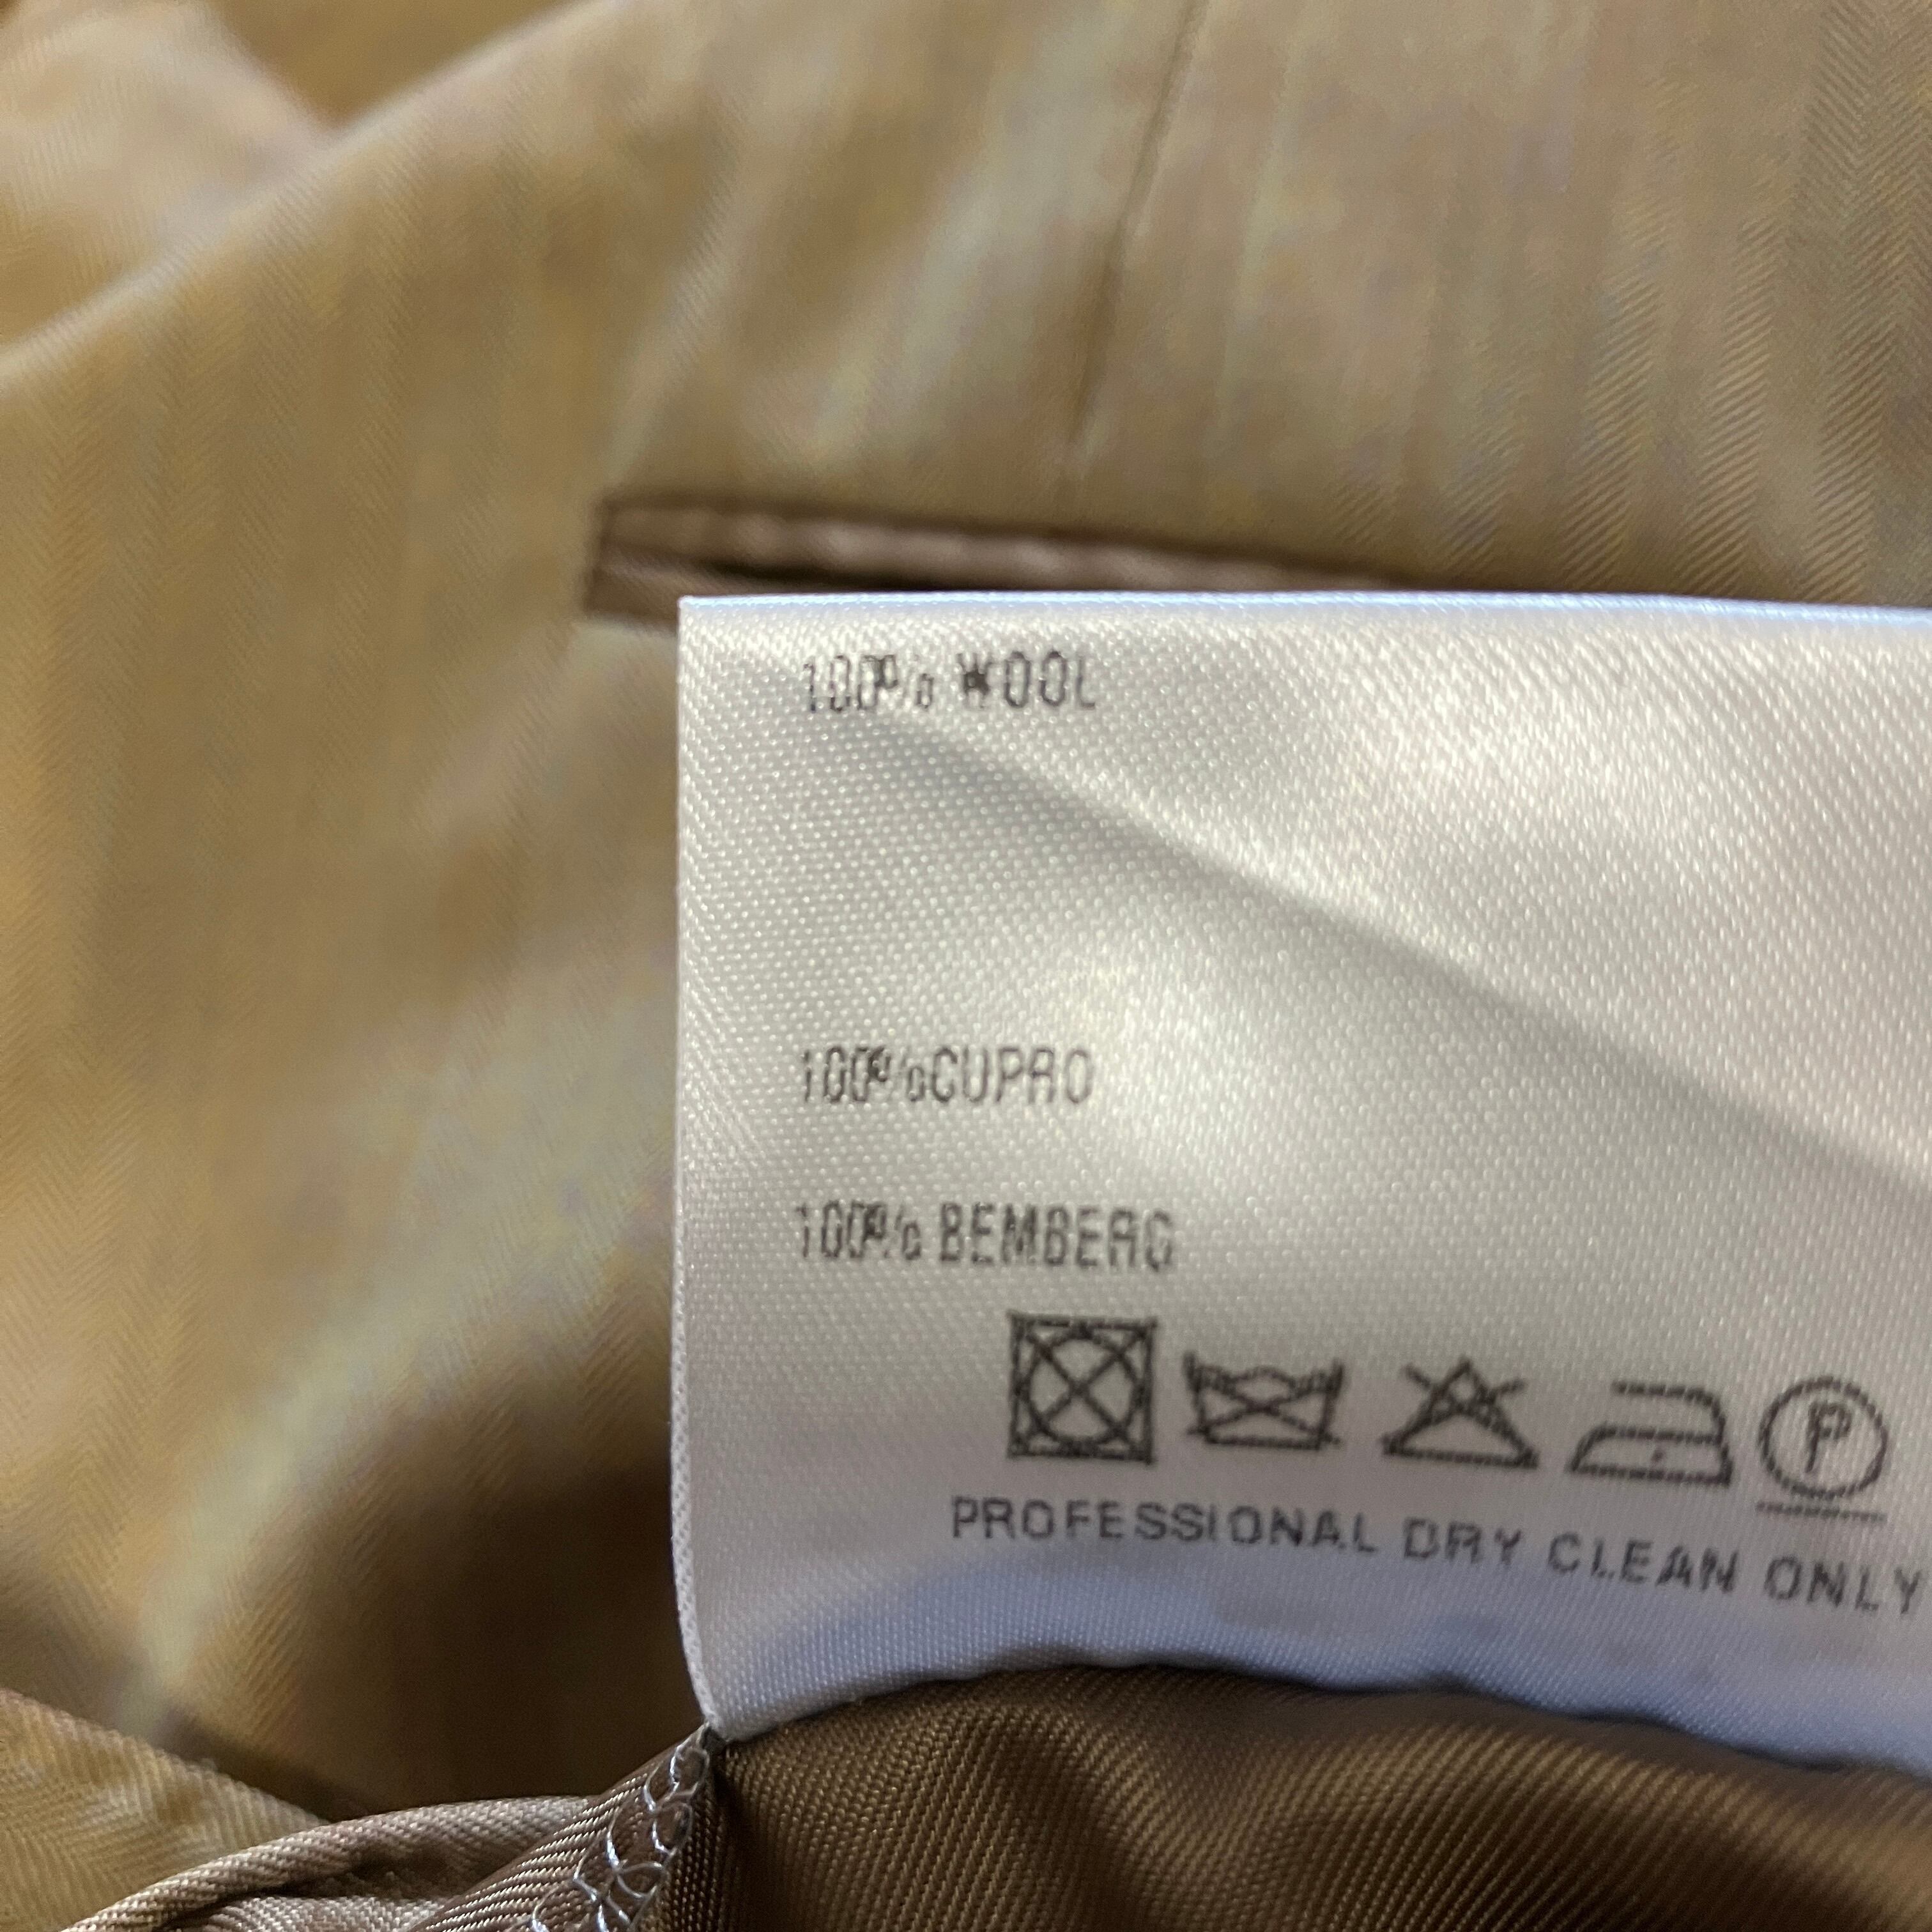 100% WOOL
100%CUPRO
100% BEMBERG
P
PROFESSIONAL DRY CLEAN ONLY